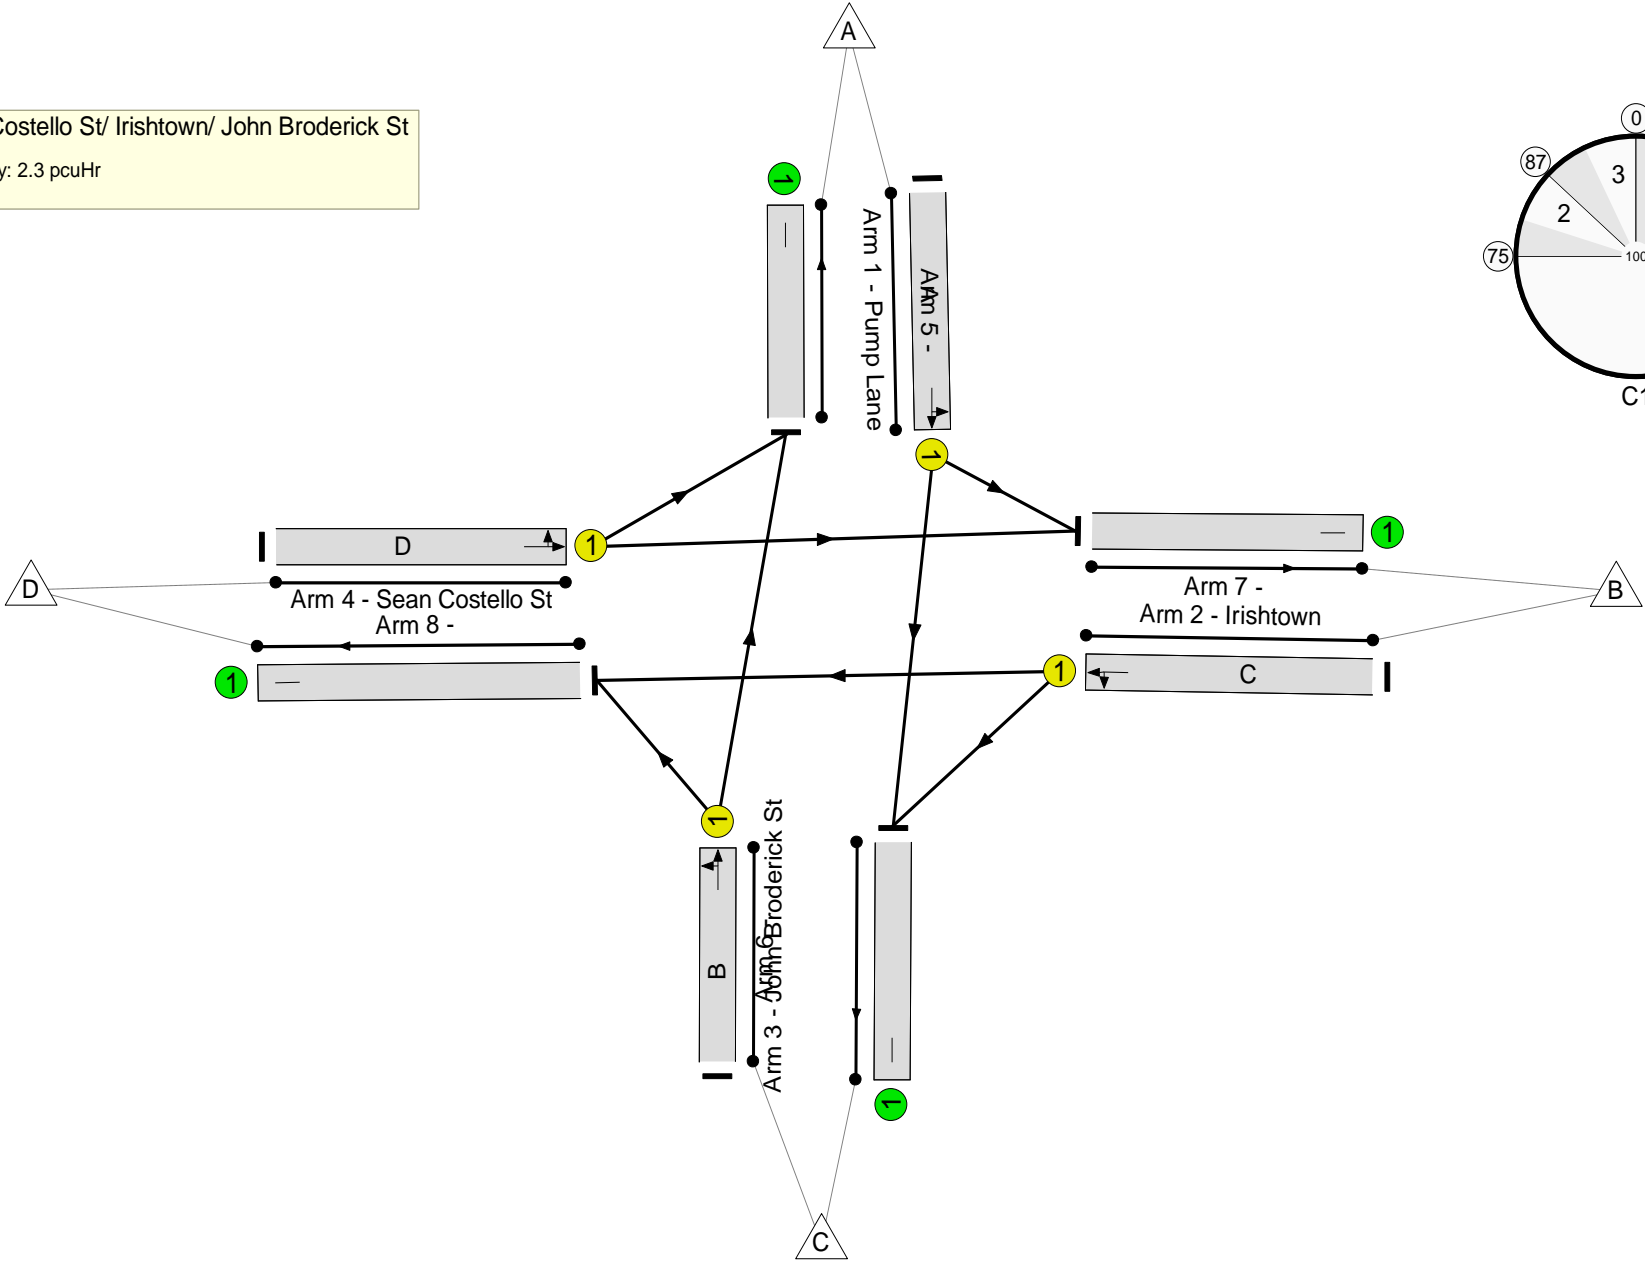 A
Costello St/ Irishtown/ John Broderick St
y: 2.3 pcuHr
0
87
3
2
75
100
C1
1
Arm 1 - Pump Lane
A
Arm 5 -
1
D
1
1
D
Arm 4 - Sean Costello St
Arm 8 -
Arm 7 -
Arm 2 - Irishtown
B
1
1
C
1
B
Arm 6 -
Arm 3 - John Broderick St
1
C